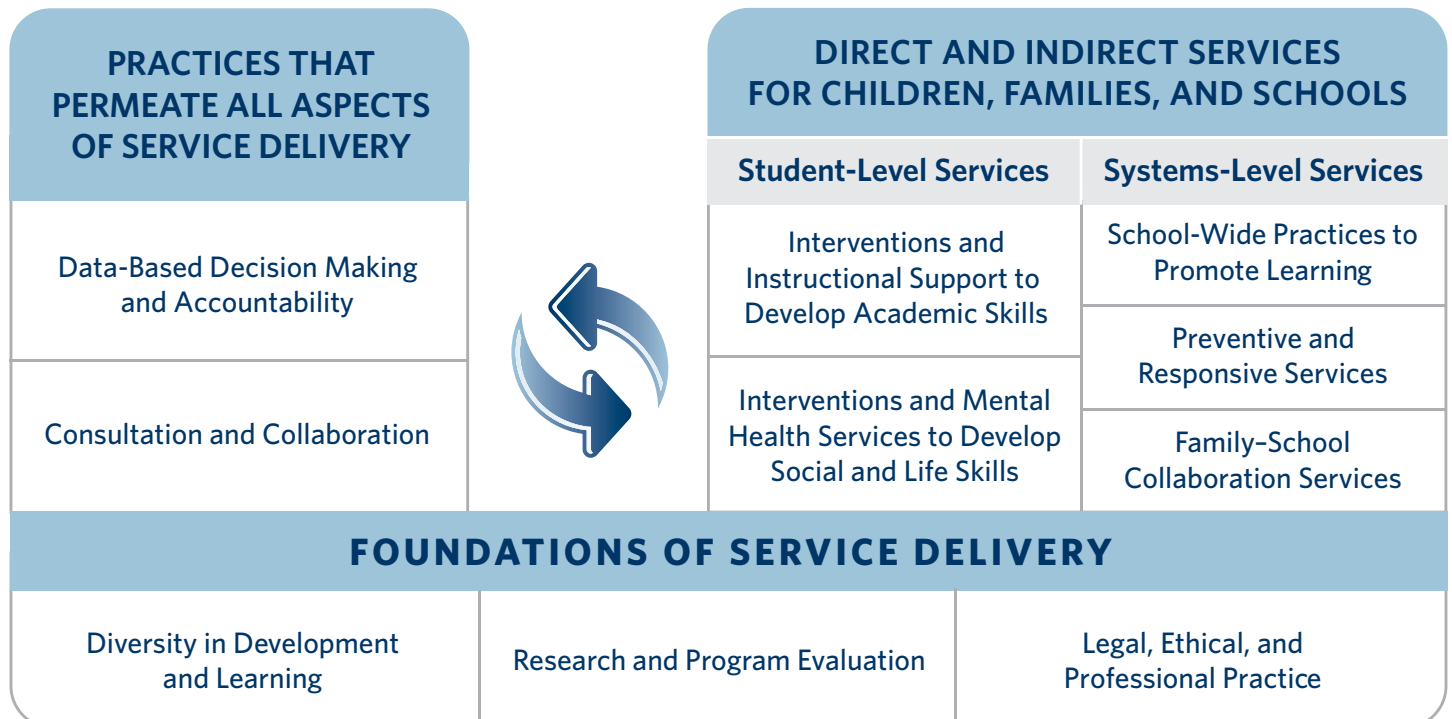 PRACTICES THAT
PERMEATE ALL ASPECTS
OF SERVICE DELIVERY
Data-Based Decision Making
and Accountability
Consultation and Collaboration
DIRECT AND INDIRECT SERVICES
FOR CHILDREN, FAMILIES, AND SCHOOLS
Student-Level Services
Interventions and
Instructional Support to
Develop Academic Skills
Interventions and Mental
Health Services to Develop
Social and Life Skills
Systems-Level Services
School-Wide Practices to
Promote Learning
Preventive and
Responsive Services
Family–School
Collaboration Services
FOUNDATIONS OF SERVICE DELIVERY
Diversity in Development
and Learning
Research and Program Evaluation
Legal, Ethical, and
Professional Practice